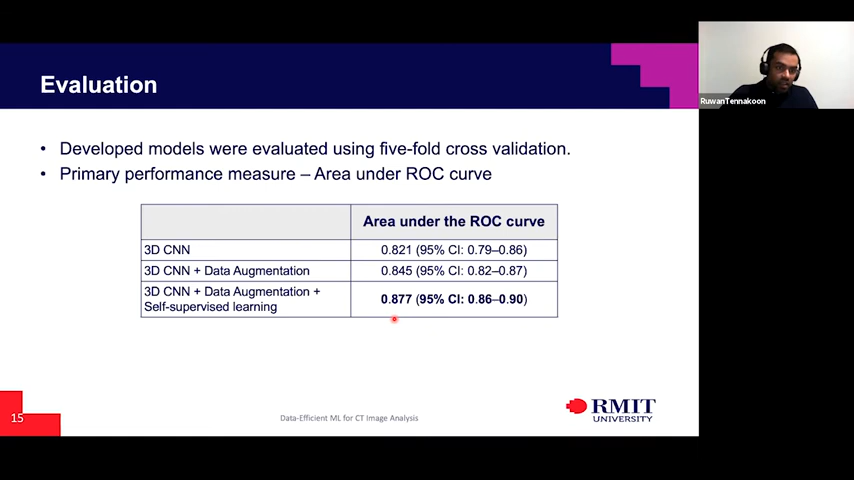 Evaluation
RuwanTennakoon
• Developed models were evaluated using five-fold cross validation.
• Primary performance measure – Area under ROC curve
Area under the ROC curve
3D CNN 0.821 (95% CI: 0.79–0.86)
3D CNN + Data Augmentation 0.845 (95% CI: 0.82–0.87)
3D CNN + Data Augmentation +
Self-supervised learning 0.877 (95% CI: 0.86–0.90)
15
Data-Efficient ML for CT Image Analysis
RMIT
UNIVERSITY